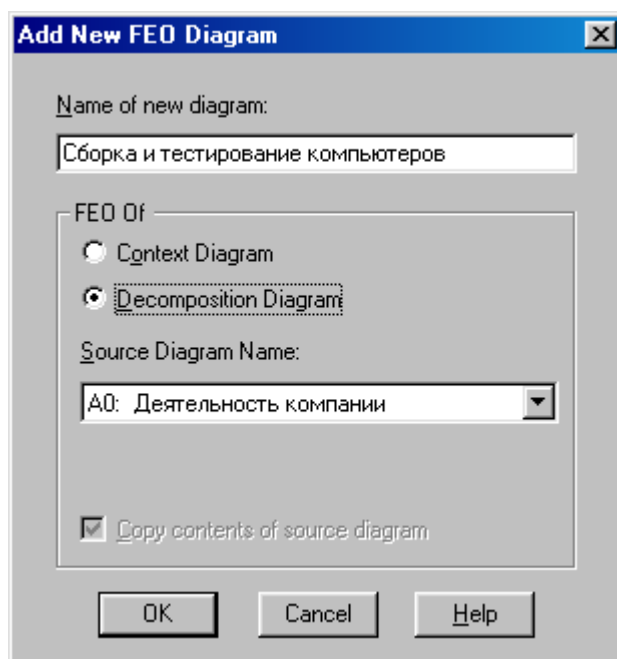 Add New FEO Diagram
Name of new diagram:
Сборка и тестирование компьютеров
FEO Of
Context Diagram
Decomposition Diagram
Source Diagram Name:
A0: Деятельность компании
Copy contents of source diagram
OK Cancel Help